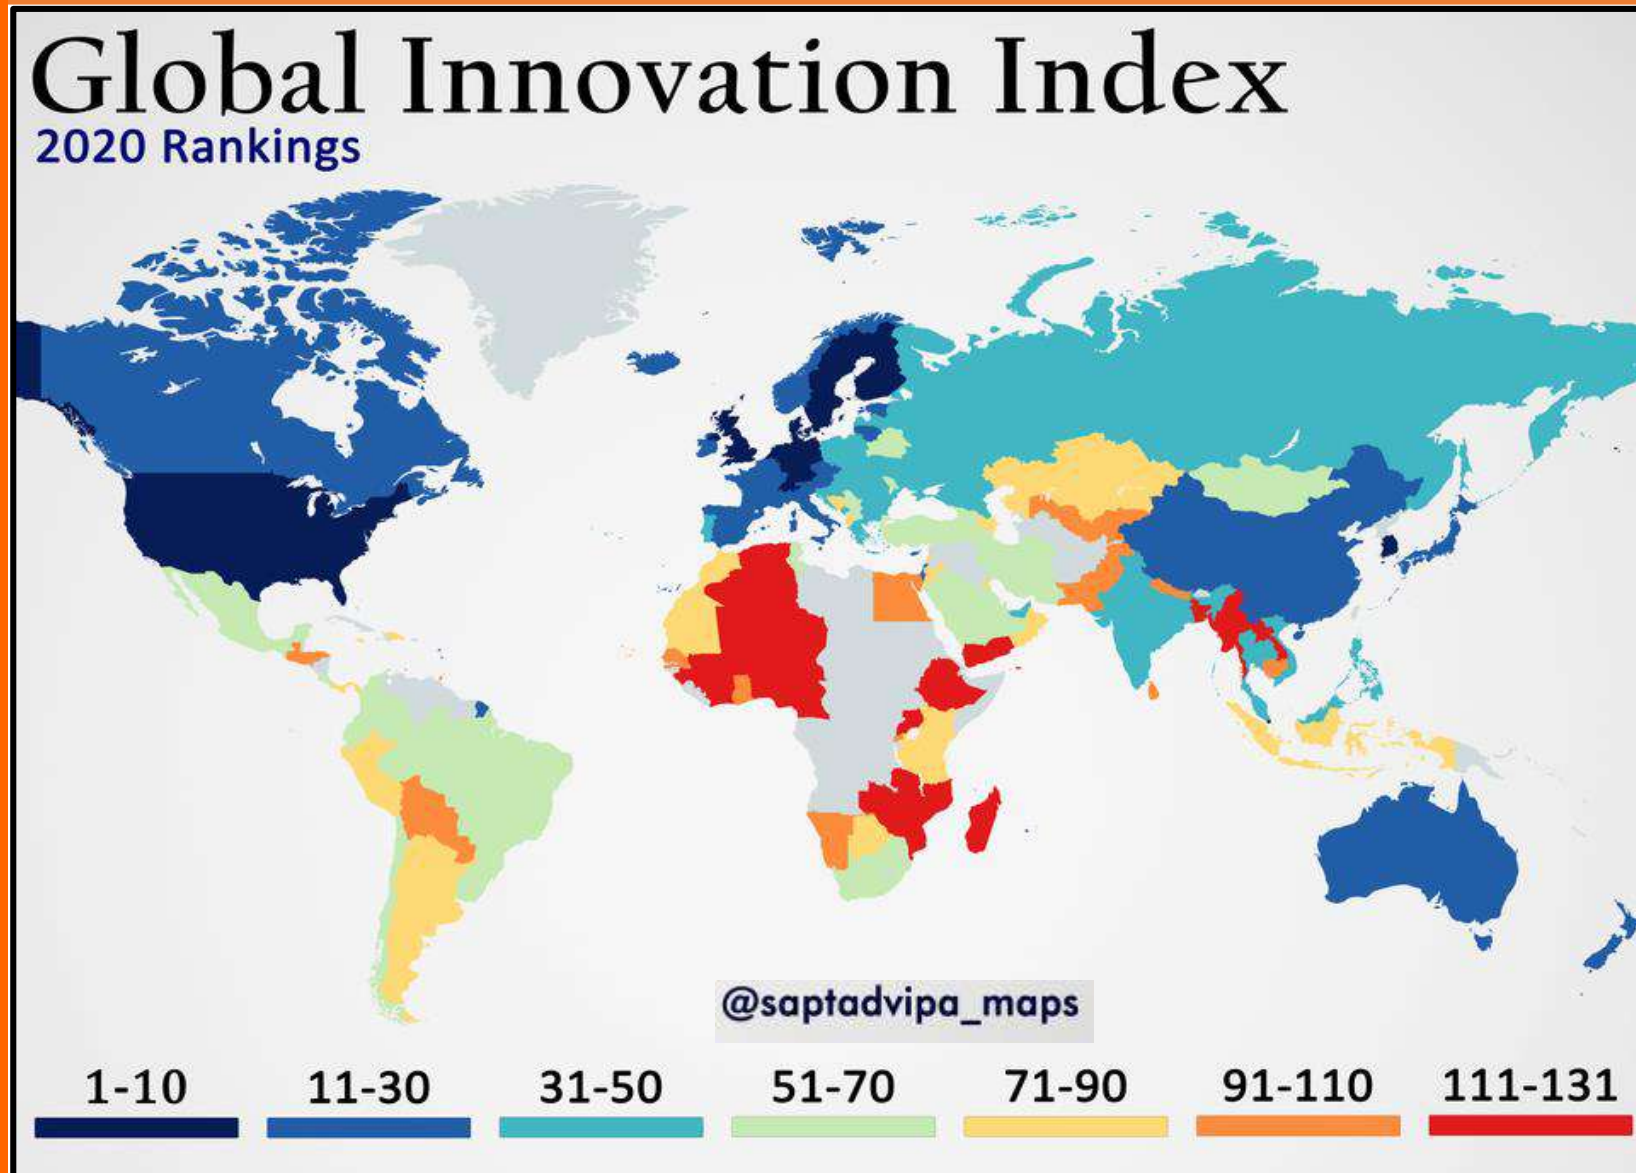 Global Innovation Index
2020 Rankings
@saptadvipa_maps
1-10 11-30 31-50 51-70 71-90 91-110 111-131